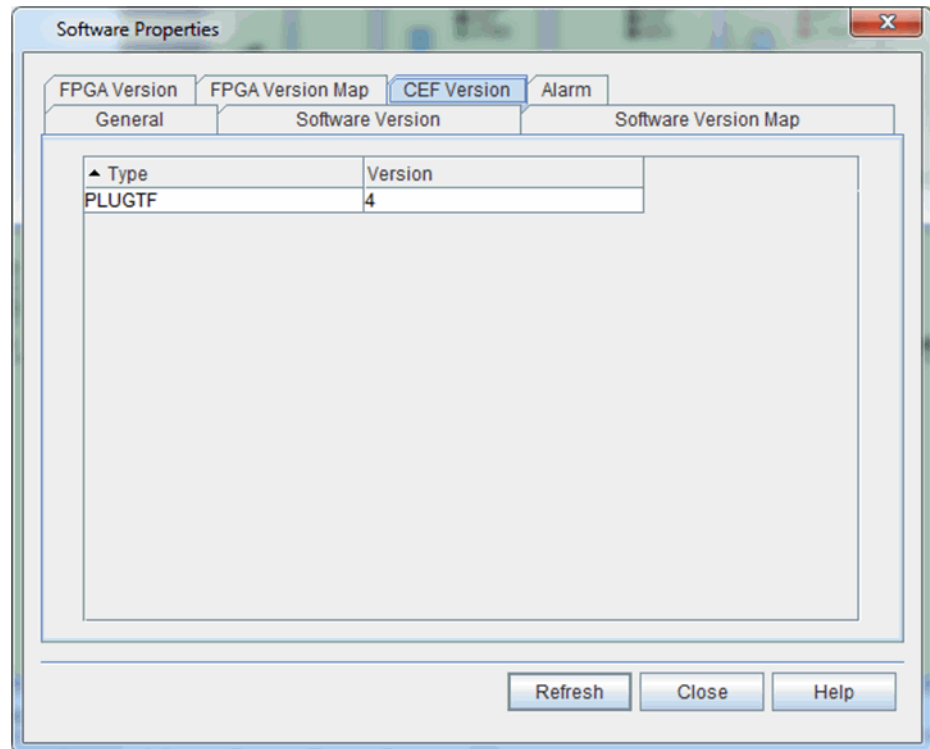 Software Properties
FPGA Version FPGA Version Map CEF Version Alarm
General Software Version Software Version Map
Type Version
PLUGTF 4
Refresh Close Help